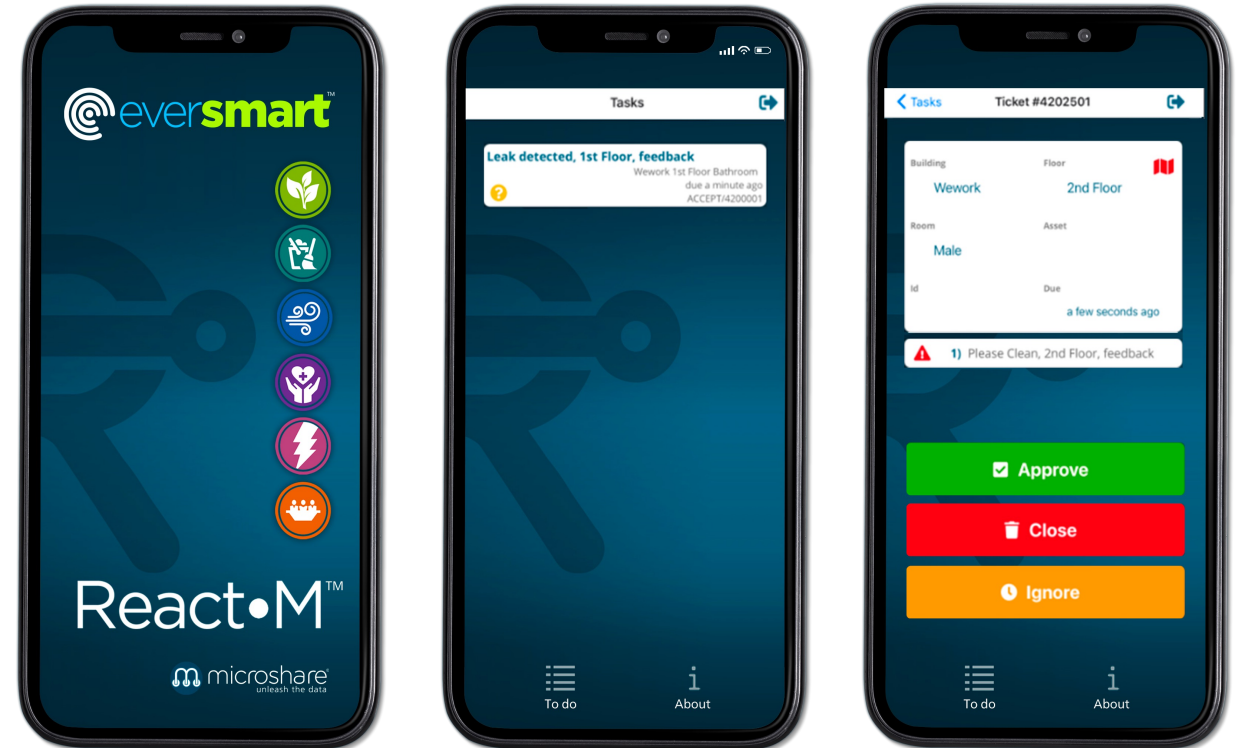 eversmart™
React•M™
microshare®
unleash the data
Tasks
Leak detected, 1st Floor, feedback
Wework 1st Floor Bathroom
due a minute ago
ACCEPT/4200001
?
To do
About
Tasks Ticket #4202501
Building Floor
Wework 2nd Floor
Room Asset
Male
Id Due
a few seconds ago
1) Please Clean, 2nd Floor, feedback
Approve
Close
Ignore
To do
About